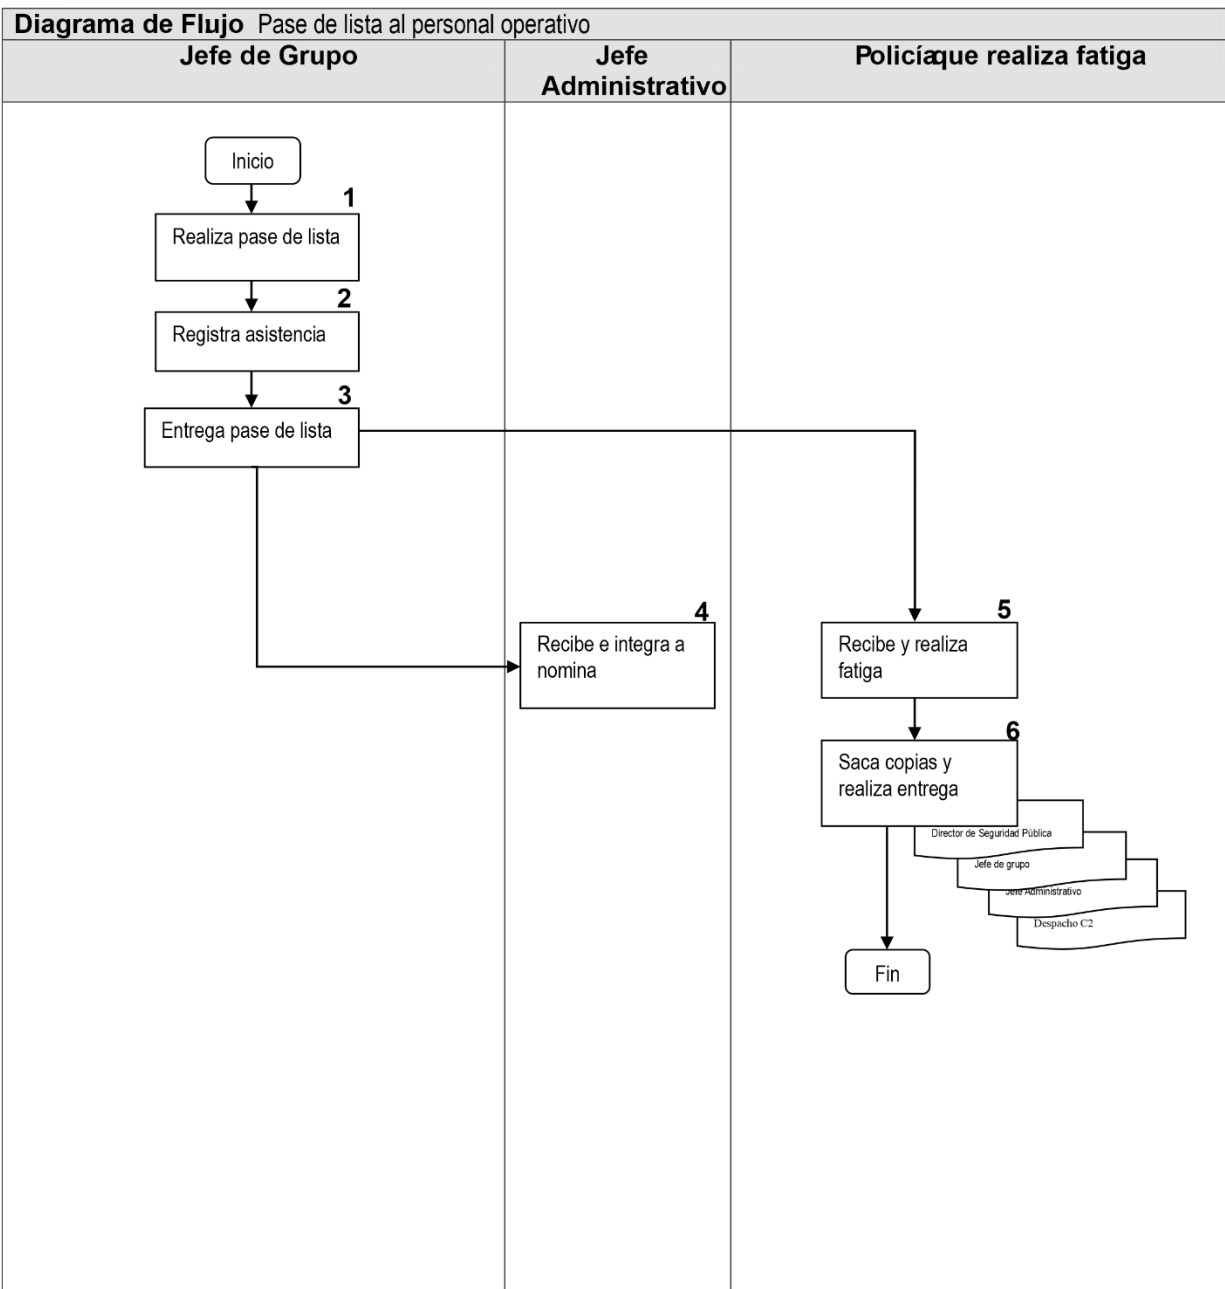 Diagrama de Flujo Pase de lista al personal operativo
Jefe de Grupo
Jefe
Administrativo
Policía que realiza fatiga
Inicio
1
Realiza pase de lista
2
Registra asistencia
3
Entrega pase de lista
4
Recibe e integra a
nomina
5
Recibe y realiza
fatiga
6
Saca copias y
realiza entrega
Director de Seguridad Pública
Jefe de grupo
Jefe Administrativo
Despacho C2
Fin